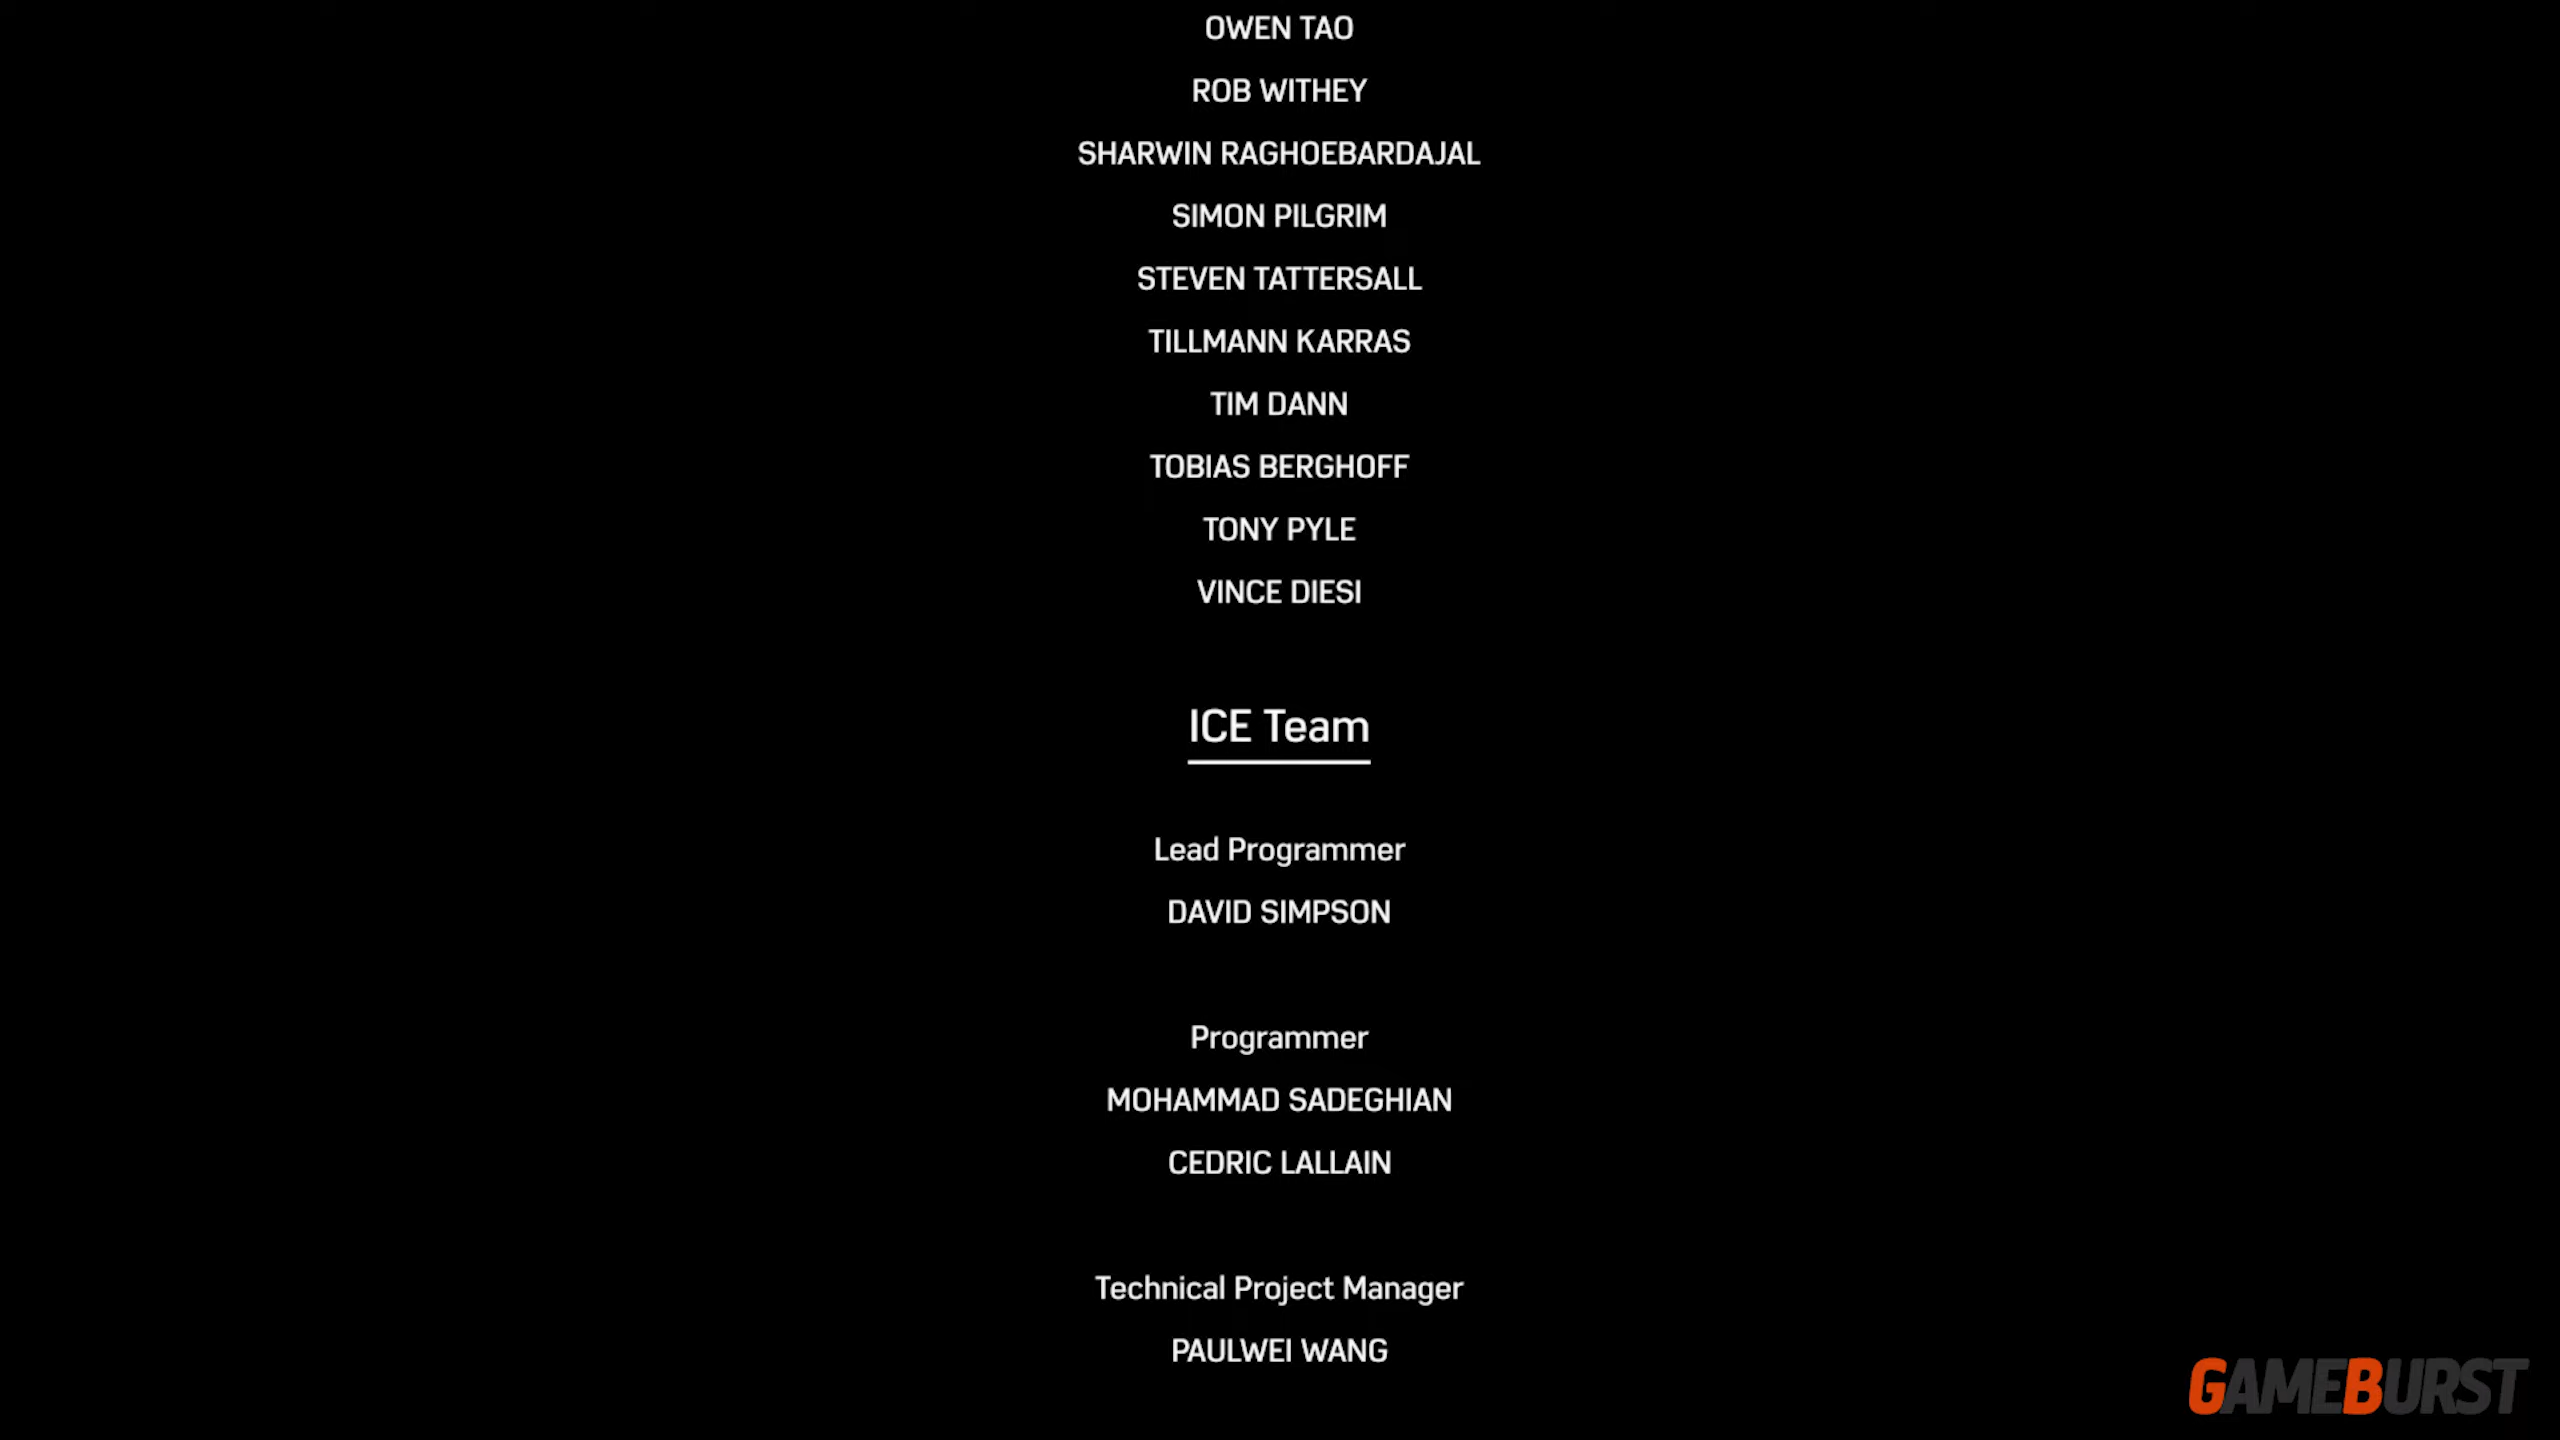 OWEN TAO
ROB WITHEY
SHARWIN RAGHOEBARDAJAL
SIMON PILGRIM
STEVEN TATTERSALL
TILLMANN KARRAS
TIM DANN
TOBIAS BERGHOFF
TONY PYLE
VINCE DIESI
ICE Team
Lead Programmer
DAVID SIMPSON
Programmer
MOHAMMAD SADEGHIAN
CEDRIC LALLAIN
Technical Project Manager
PAULWEI WANG
GAMEBURST